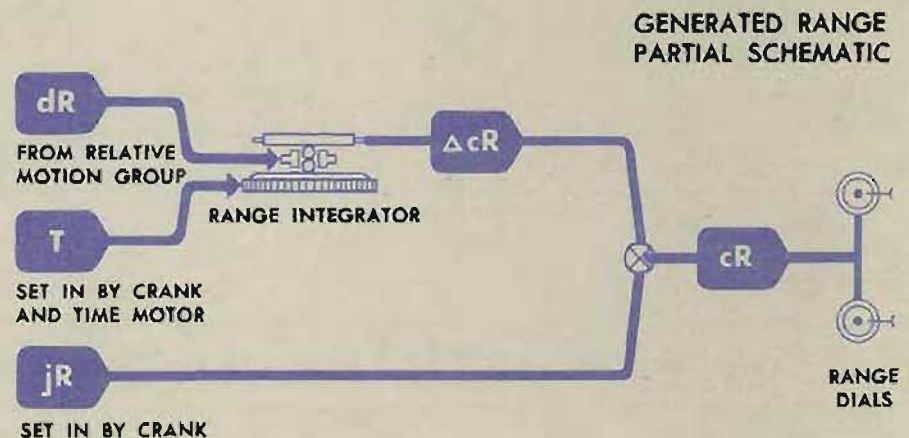 GENERATED RANGE
PARTIAL SCHEMATIC
dR
FROM RELATIVE
MOTION GROUP
ΔcR
RANGE INTEGRATOR
T
SET IN BY CRANK
AND TIME MOTOR
cR
jR
SET IN BY CRANK
RANGE
DIALS